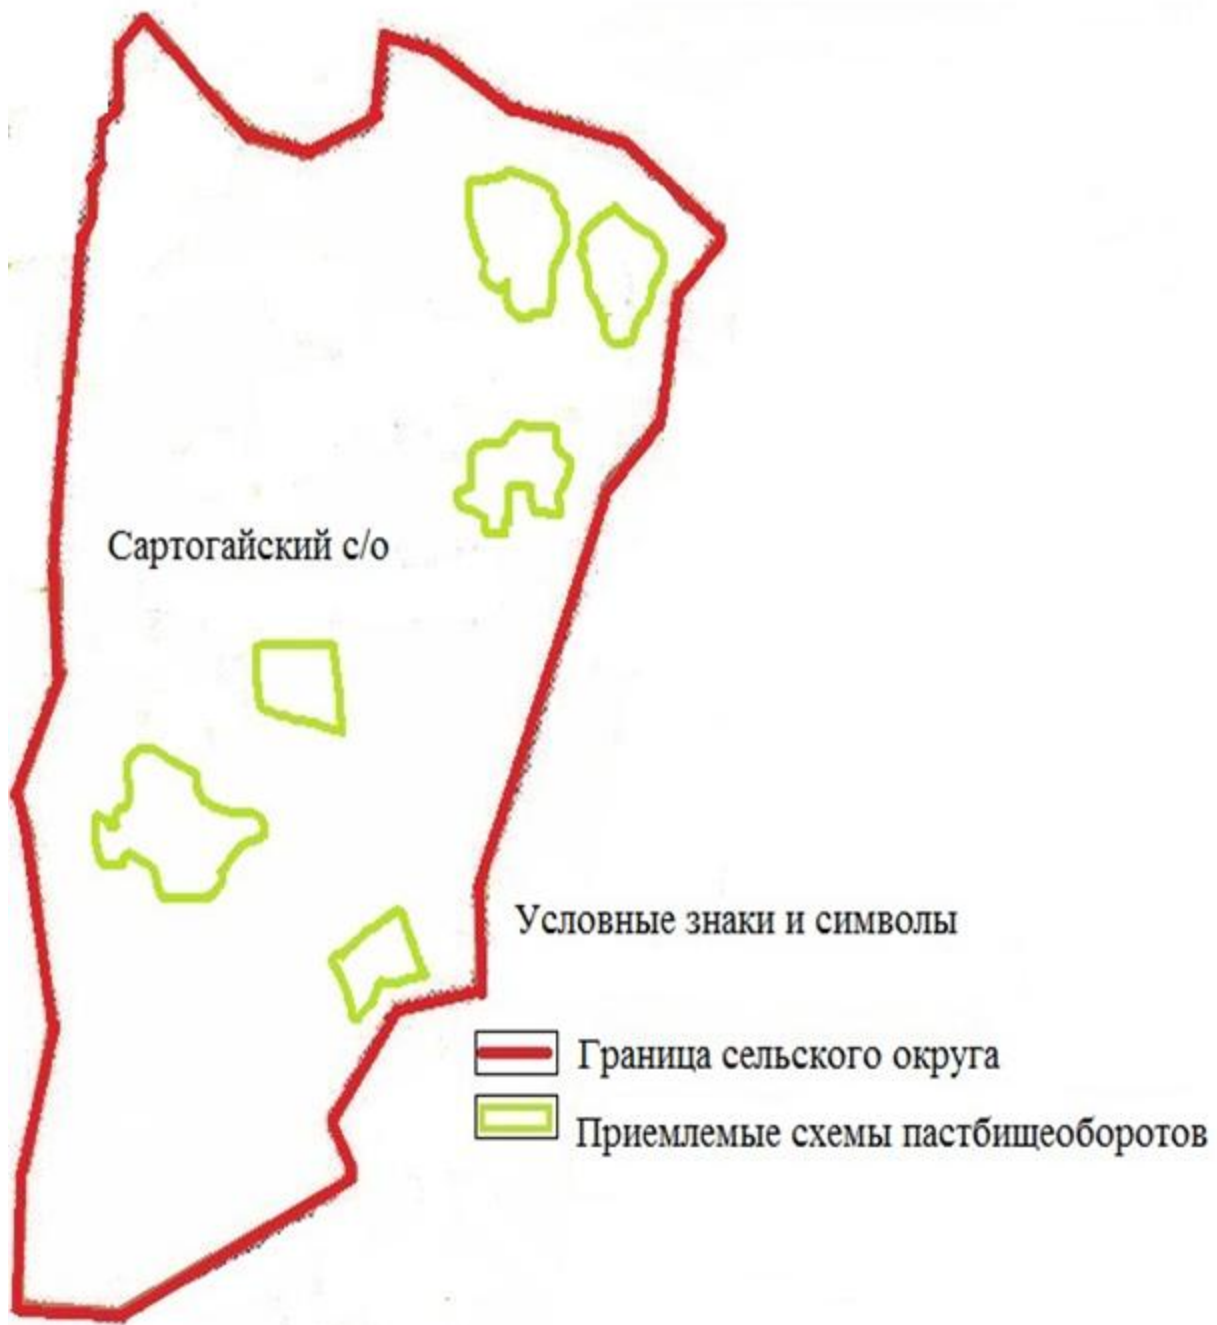 Сартогайский с/о
Условные знаки и символы
Граница сельского округа
Приемлемые схемы пастбищеоборотов